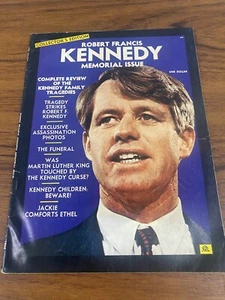 COLLECTOR'S EDITION
ROBERT FRANCIS
KENNEDY
MEMORIAL ISSUE
ONE DOLLAR
COMPLETE REVIEW
OF THE
KENNEDY FAMILY
TRAGEDIES
TRAGEDY
STRIKES
ROBERT F.
KENNEDY
EXCLUSIVE
ASSASSINATION
PHOTOS
THE FUNERAL
WAS
MARTIN LUTHER KING
TOUCHED BY
THE KENNEDY CURSE?
KENNEDY CHILDREN:
BEWARE!
JACKIE
COMFORTS ETHEL